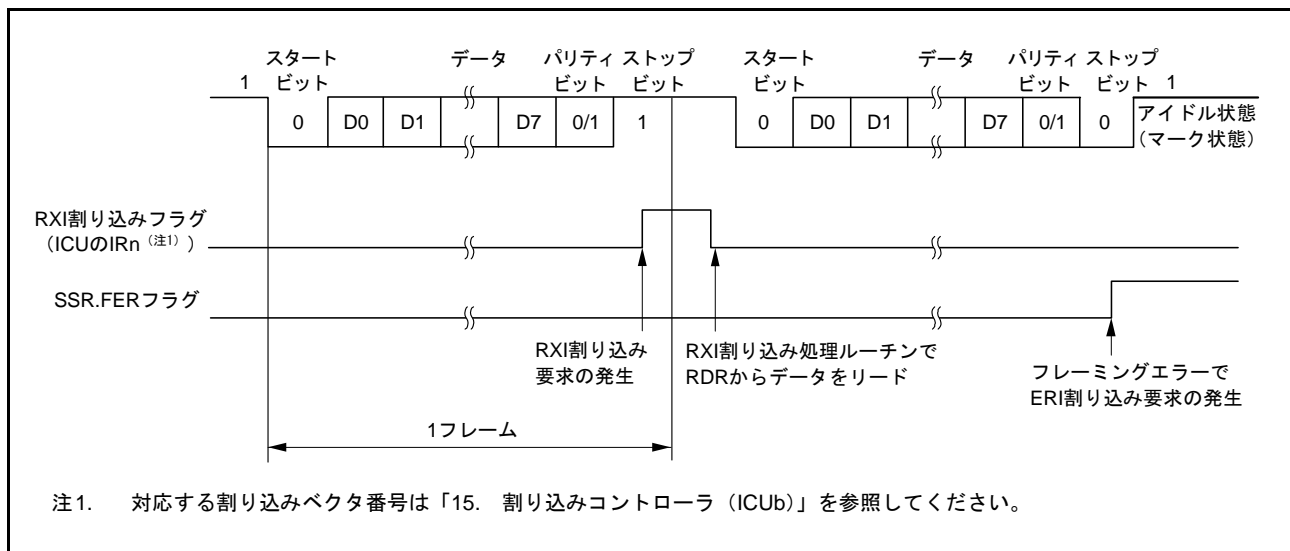 スタート データ パリティ ストップ スタート データ パリティ ストップ
1 ビット ビット ビット ビット ビット ビット 1
0 D0 D1 D7 0/1 1 0 D0 D1 D7 0/1 0 アイドル状態
(マーク状態)
RXI割り込みフラグ
(ICUのIRn (注1) )
SSR.FERフラグ
RXI割り込み
要求の発生
RXI割り込み処理ルーチンで
RDRからデータをリード
フレーミングエラーで
ERI割り込み要求の発生
1フレーム
注1. 対応する割り込みベクタ番号は「15. 割り込みコントローラ (ICUb)」を参照してください。